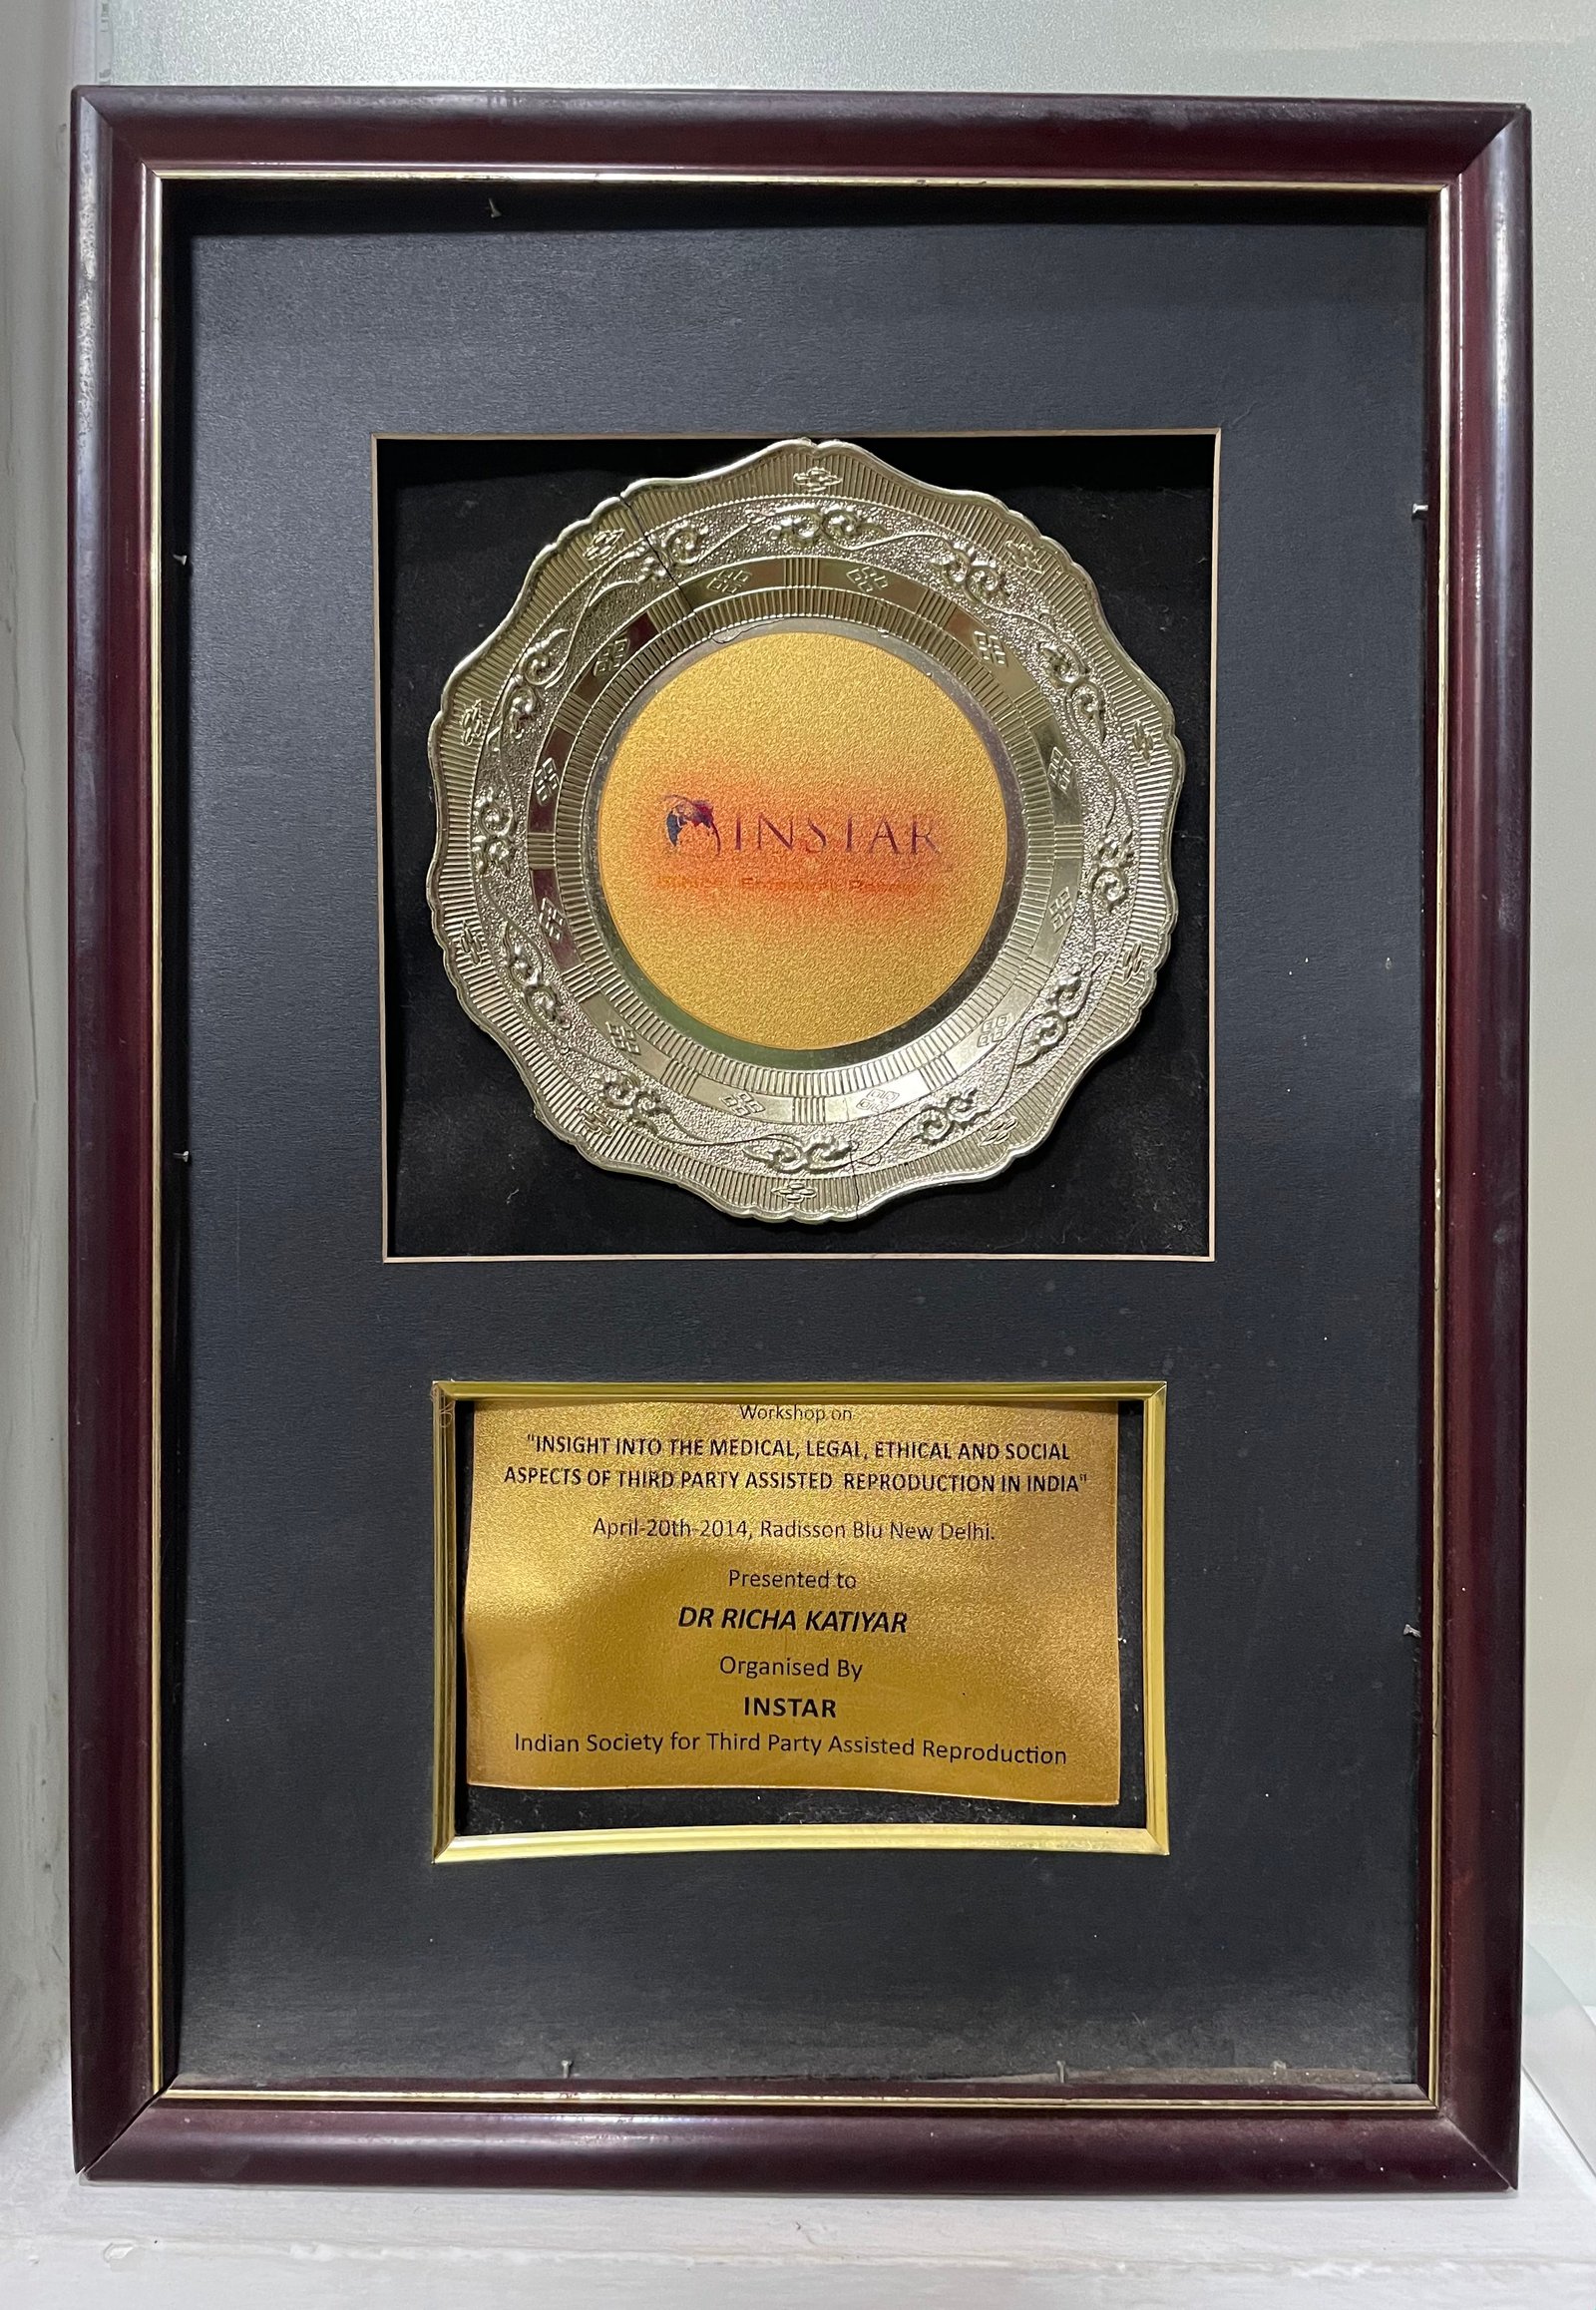 INSTAR
Workshop on
"INSIGHT INTO THE MEDICAL, LEGAL, ETHICAL AND SOCIAL
ASPECTS OF THIRD PARTY ASSISTED REPRODUCTION IN INDIA"
April-20th-2014, Radisson Blu New Delhi.
Presented to
DR RICHA KATIYAR
Organised By
INSTAR
Indian Society for Third Party Assisted Reproduction